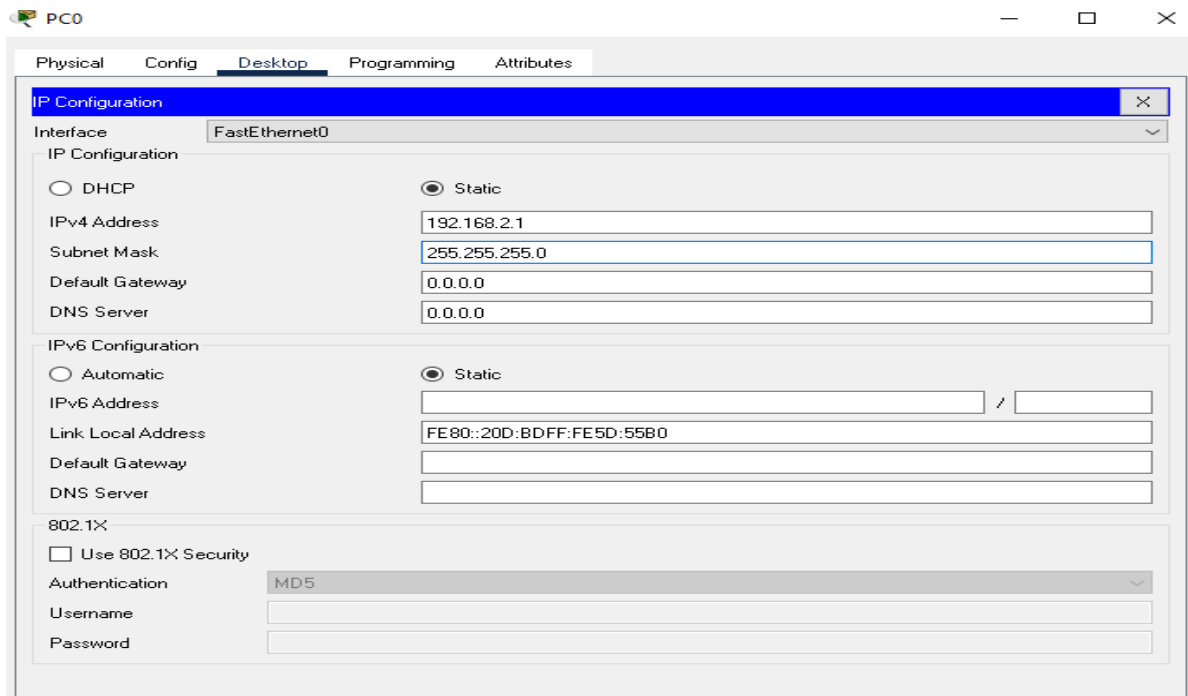 PC0
Physical Config Desktop Programming Attributes
IP Configuration
Interface FastEthernet0
IP Configuration
DHCP Static
IPv4 Address 192.168.2.1
Subnet Mask 255.255.255.0
Default Gateway 0.0.0.0
DNS Server 0.0.0.0
IPv6 Configuration
Automatic Static
IPv6 Address /
Link Local Address FE80::20D:BDFF:FE5D:55B0
Default Gateway
DNS Server
802.1X
Use 802.1X Security
Authentication MD5
Username
Password